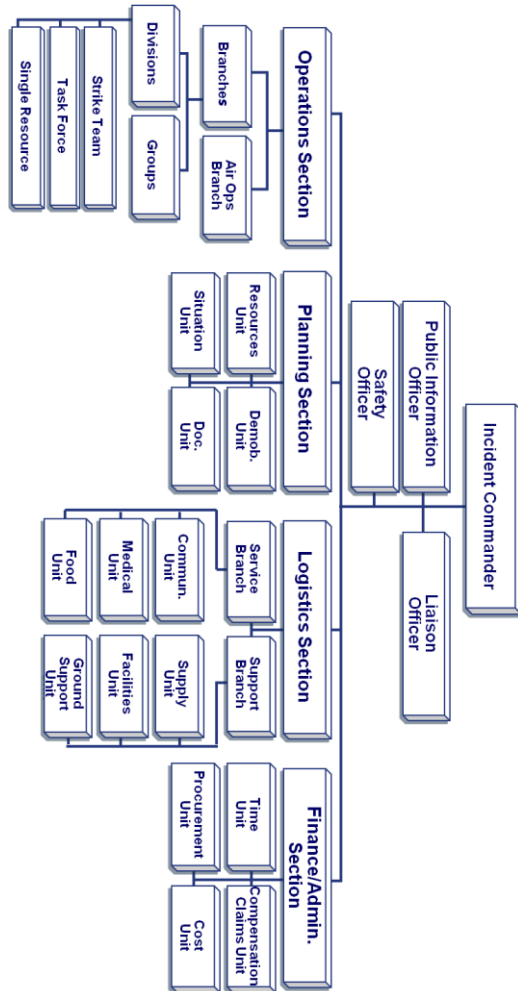 Incident Commander
Public Information
Officer
Liaison
Officer
Safety
Officer
Operations Section
Planning Section
Logistics Section
Finance/Admin.
Section
Branches
Air Ops
Branch
Divisions
Groups
Strike Team
Task Force
Single Resource
Resources
Unit
Demob.
Unit
Situation
Unit
Doc.
Unit
Service
Branch
Support
Branch
Commun.
Unit
Medical
Unit
Food
Unit
Supply
Unit
Facilities
Unit
Ground
Support
Unit
Time
Unit
Compensation
Claims Unit
Procurement
Unit
Cost
Unit